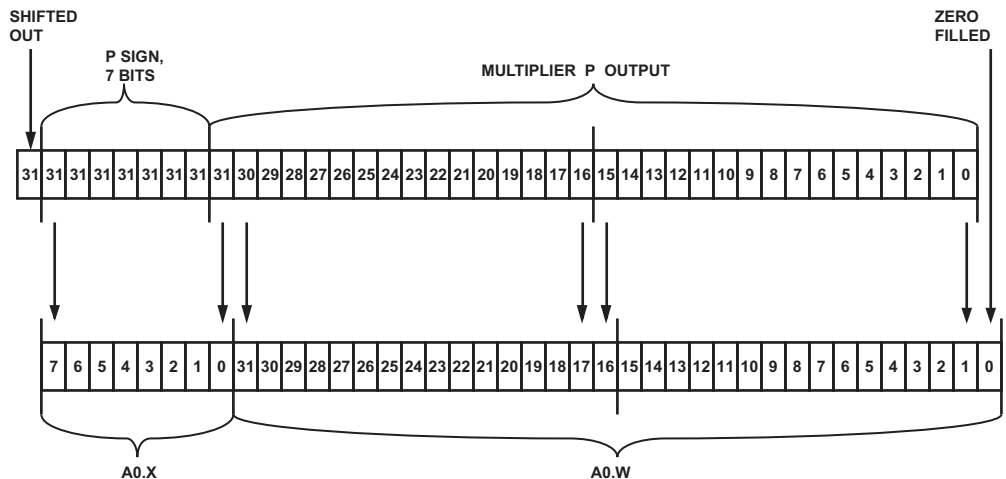 SHIFTED
OUT
ZERO
FILLED
P SIGN,
7 BITS
MULTIPLIER P OUTPUT
31 31 31 31 31 31 31 31 31 30 29 28 27 26 25 24 23 22 21 20 19 18 17 16 15 14 13 12 11 10 9 8 7 6 5 4 3 2 1 0
7 6 5 4 3 2 1 0 31 30 29 28 27 26 25 24 23 22 21 20 19 18 17 16 15 14 13 12 11 10 9 8 7 6 5 4 3 2 1 0
A0.X
A0.W